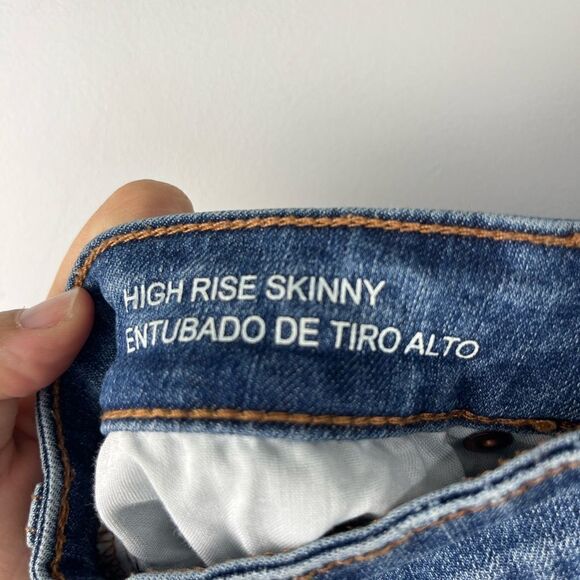 HIGH RISE SKINNY
ENTUBADO DE TIRO ALTO